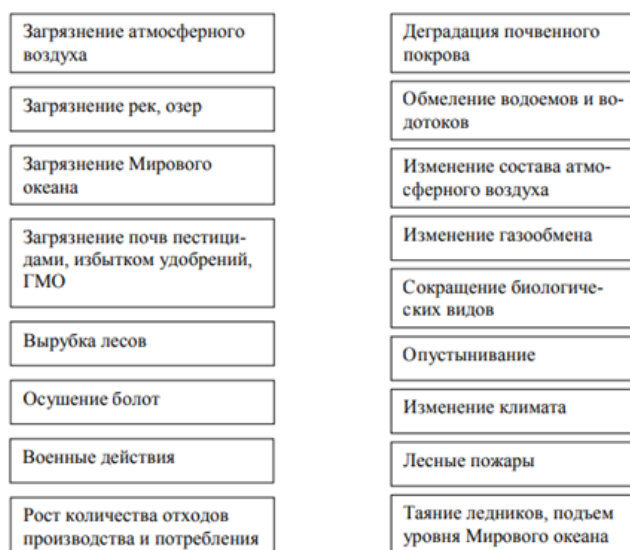 Загрязнение атмосферного
воздуха
Загрязнение рек, озер
Загрязнение Мирового
океана
Загрязнение почв пестици-
дами, избытком удобрений,
ГМО
Вырубка лесов
Осушение болот
Военные действия
Рост количества отходов
производства и потребления
Деградация почвенного
покрова
Обмеление водоемов и во-
дотоков
Изменение состава атмо-
сферного воздуха
Изменение газообмена
Сокращение биологиче-
ских видов
Опустынивание
Изменение климата
Лесные пожары
Таяние ледников, подъем
уровня Мирового океана